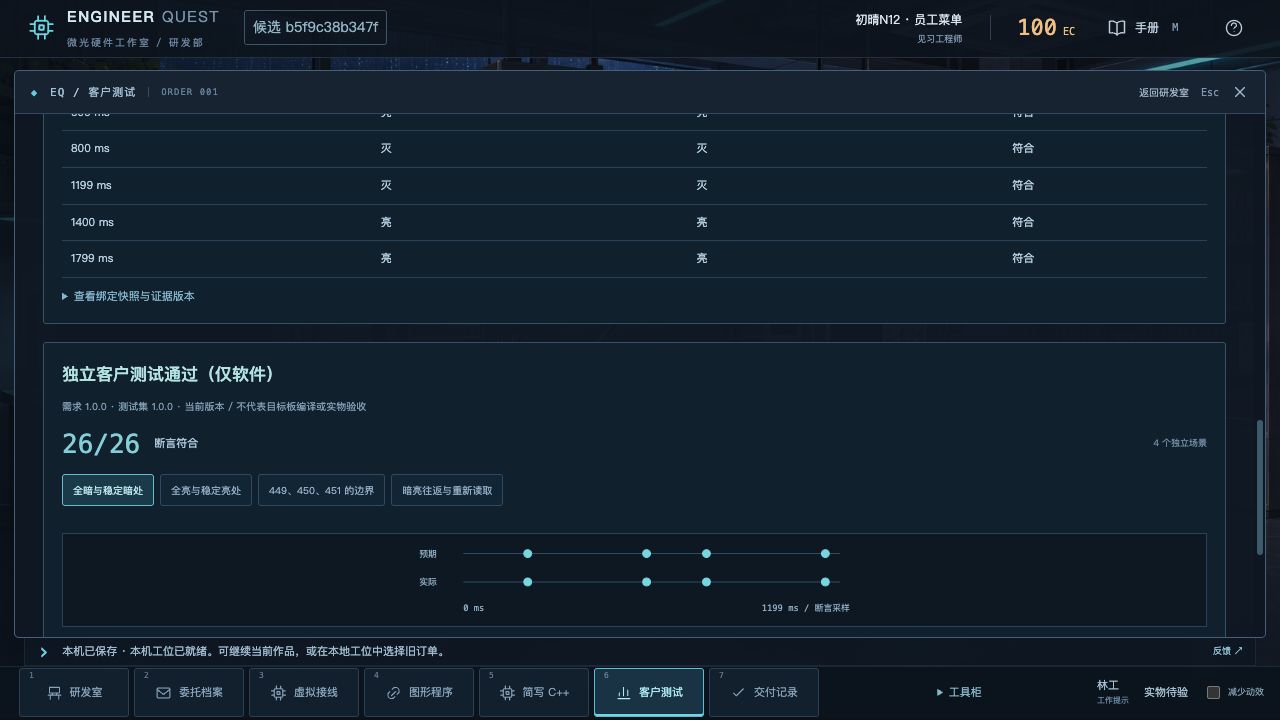 ENGINEER QUEST
微光硬件工作室 / 研发部
候选 b5f9c38b347f
初晴N12 · 员工菜单
见习工程师
100 EC
手册 M
EQ / 客户测试
ORDER 001
返回研发室 Esc
800 ms 灭 灭 符合
1199 ms 灭 灭 符合
1400 ms 亮 亮 符合
1799 ms 亮 亮 符合
查看绑定快照与证据版本
独立客户测试通过（仅软件）
需求 1.0.0 · 测试集 1.0.0 · 当前版本 / 不代表目标板编译或实物验收
26/26 断言符合
4 个独立场景
全暗与稳定暗处 全亮与稳定亮处 449、450、451 的边界 暗亮往返与重新读取
预期
实际
0 ms 1199 ms / 断言采样
本机已保存 · 本机工位已就绪。可继续当前作品，或在本地工位中选择旧订单。
反馈 ↗
1 研发室
2 委托档案
3 虚拟接线
4 图形程序
5 简写 C++
6 客户测试
7 交付记录
工具柜
林工
工作提示
实物待验
减少动效